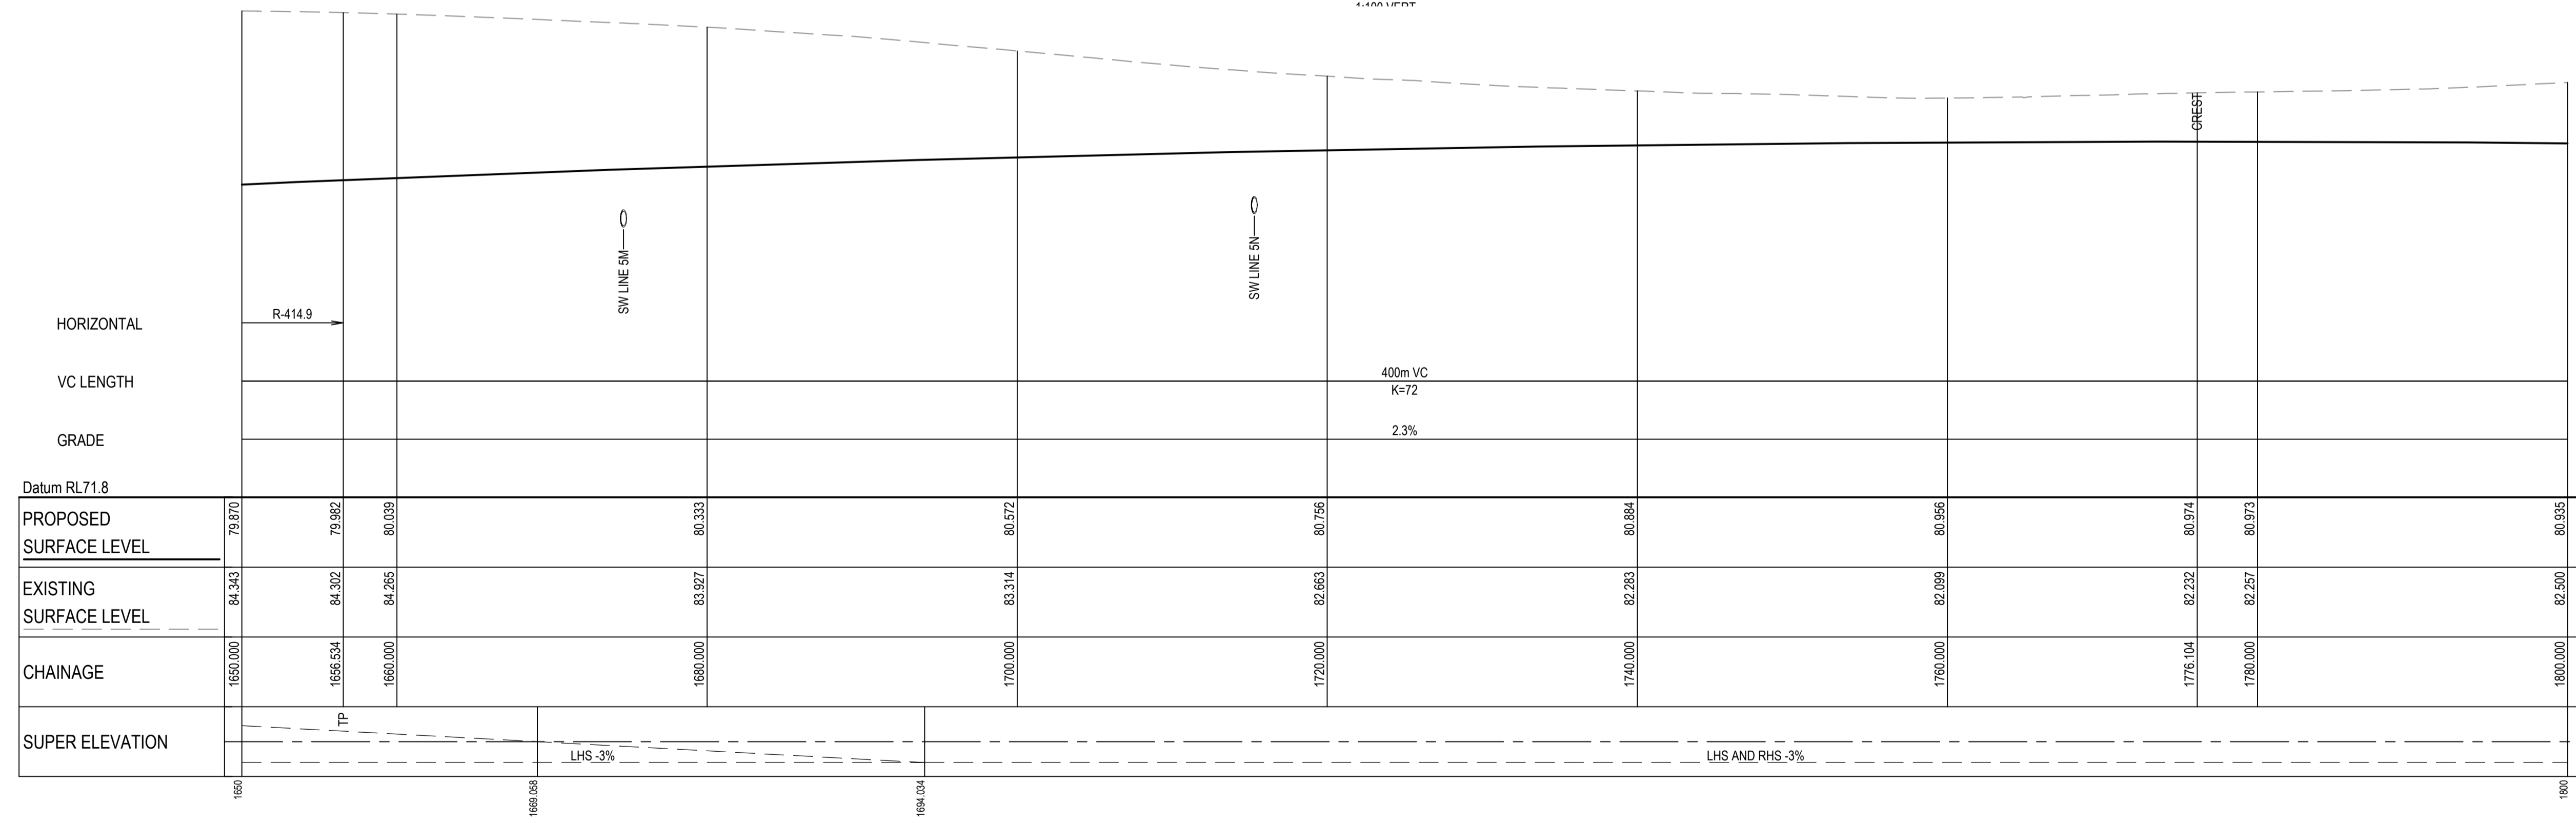 1:100 VERT
CREST
SW LINE 5M
SW LINE 5N
HORIZONTAL
R-414.9
VC LENGTH
400m VC
K=72
GRADE
2.3%
Datum RL71.8
PROPOSED
SURFACE LEVEL
79.870 79.982 80.039 80.333 80.572 80.756 80.884 80.956 80.974 80.973 80.935
EXISTING
SURFACE LEVEL
84.343 84.302 84.265 83.927 83.314 82.663 82.283 82.099 82.232 82.257 82.500
CHAINAGE
1650.000 1656.534 1660.000 1680.000 1700.000 1720.000 1740.000 1760.000 1776.104 1780.000 1800.000
SUPER ELEVATION
TP
LHS -3%
LHS AND RHS -3%
1650 1669.058 1694.034 1800